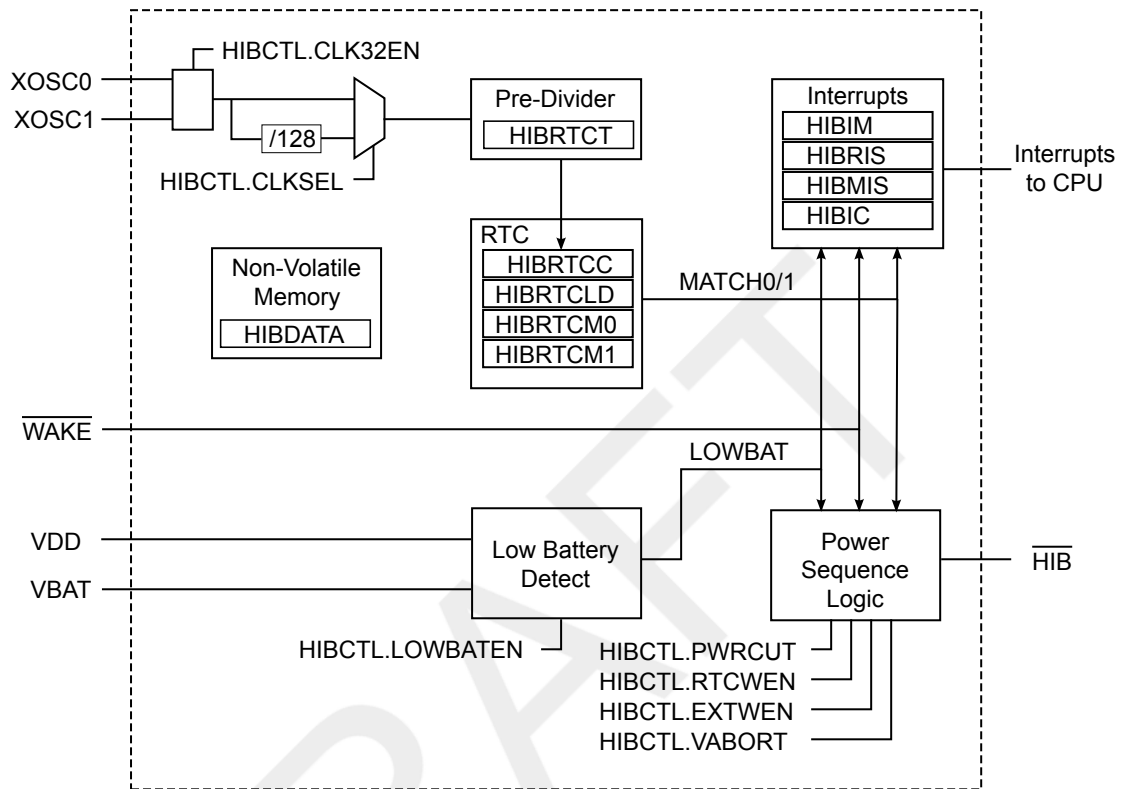 HIBCTL.CLK32EN
XOSC0
XOSC1
/128
HIBCTL.CLKSEL
Pre-Divider
HIBRTCT
Interrupts
HIBIM
HIBRIS
HIBMIS
HIBIC
Interrupts
to CPU
RTC
HIBRTCC
HIBRTCLD
HIBRTCM0
HIBRTCM1
MATCH0/1
Non-Volatile
Memory
HIBDATA
WAKE
LOWBAT
VDD
VBAT
Low Battery
Detect
HIBCTL.LOWBATEN
Power
Sequence
Logic
HIB
HIBCTL.PWRCUT
HIBCTL.RTCWEN
HIBCTL.EXTWEN
HIBCTL.VABORT